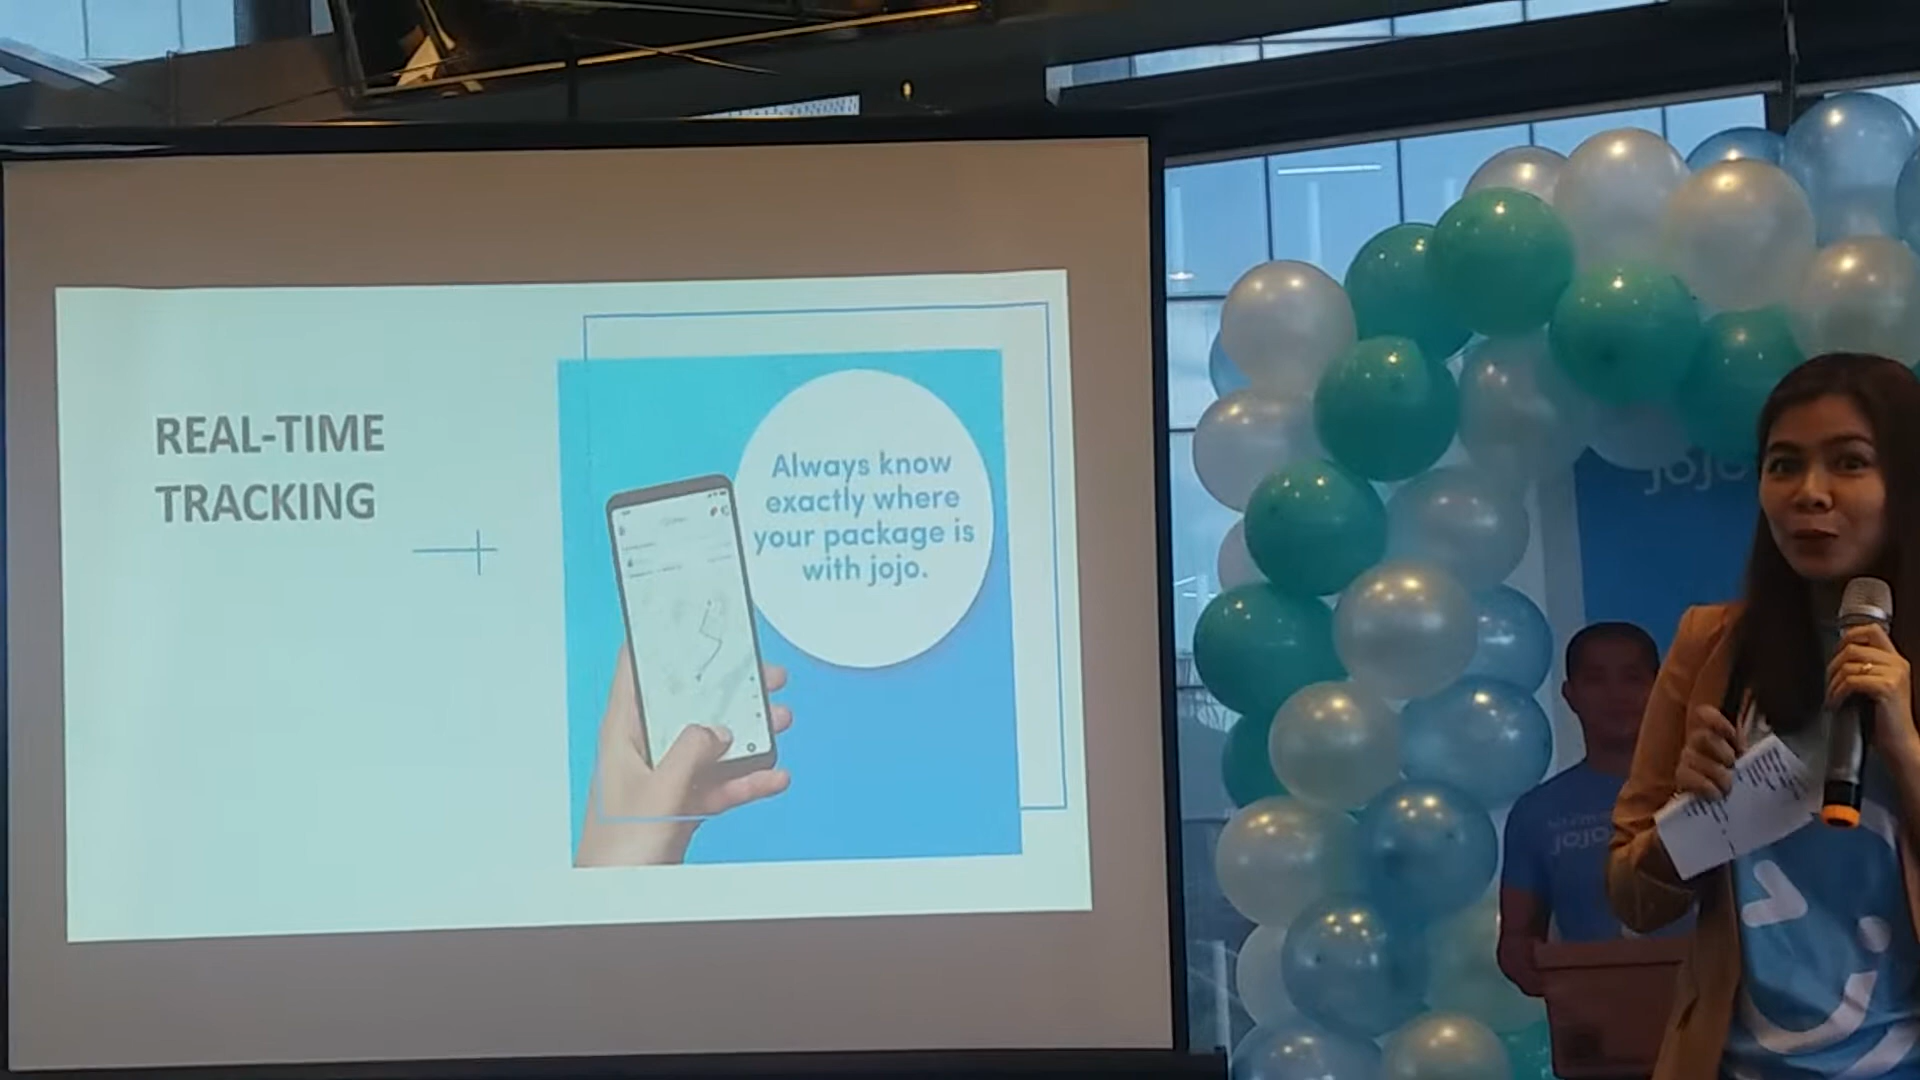 REAL-TIME
TRACKING
Always know
exactly where
your package is
with jojo.
jojo
jojo